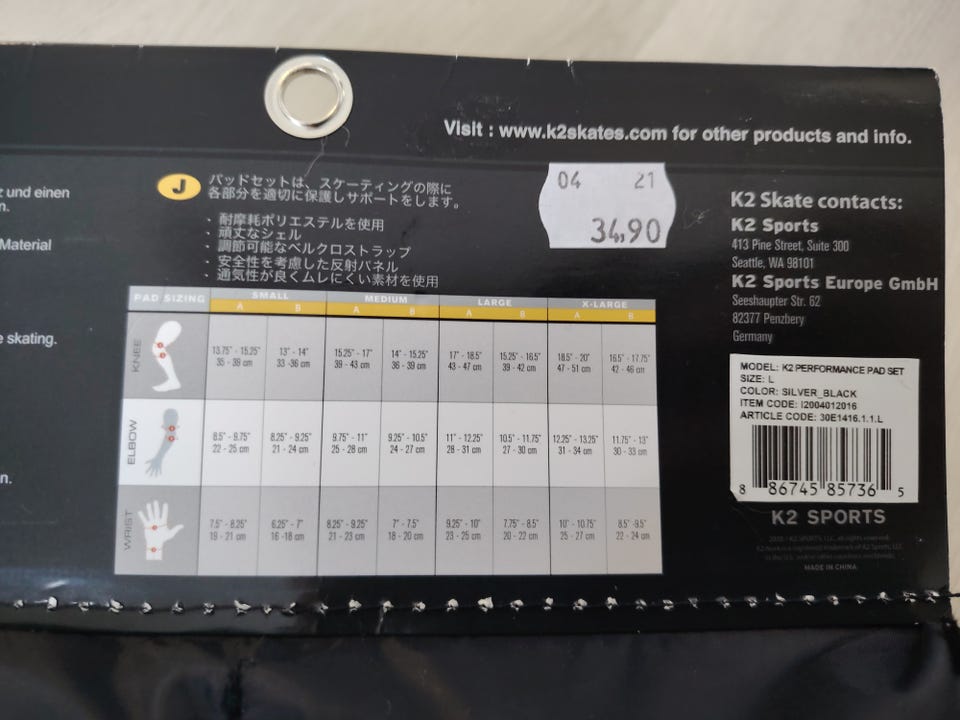 Visit : www.k2skates.com for other products and info.
z und einen
n.
Material
e skating.
n.
J
パッドセットは、スケーティングの際に
各部分を適切に保護しサポートをします。
・耐摩耗ポリエステルを使用
・頑丈なシェル
・調節可能なベルクロストラップ
・安全性を考慮した反射パネル
・通気性が良くムレにくい素材を使用
04 21
34,90
K2 Skate contacts:
K2 Sports
413 Pine Street, Suite 300
Seattle, WA 98101
K2 Sports Europe GmbH
Seeshaupter Str. 62
82377 Penzbery
Germany
PAD SIZING SMALL MEDIUM LARGE X-LARGE
A B A B A B A B
KNEE
13.75" - 15.25" 13" - 14" 15.25" - 17" 14" - 15.25" 17" - 18.5" 15.25" - 16.5" 18.5" - 20" 16.5" - 17.75"
35 - 39 cm 33 -36 cm 39 - 43 cm 36 - 39 cm 43 - 47 cm 39 - 42 cm 47 - 51 cm 42 - 46 cm
ELBOW
8.5" - 9.75" 8.25" - 9.25" 9.75" - 11" 9.25" - 10.5" 11" - 12.25" 10.5" - 11.75" 12.25" - 13.25" 11.75" - 13"
22 - 25 cm 21 - 24 cm 25 - 28 cm 24 - 27 cm 28 - 31 cm 27 - 30 cm 31 - 34 cm 30 - 33 cm
WRIST
7.5" - 8.25" 6.25" - 7" 8.25" - 9.25" 7" - 7.5" 9.25" - 10" 7.75" - 8.5" 10" - 10.75" 8.5" -9.5"
19 - 21 cm 16 -18 cm 21 - 23 cm 18 - 20 cm 23 - 25 cm 20 - 22 cm 25 - 27 cm 22 - 24 cm
MODEL: K2 PERFORMANCE PAD SET
SIZE: L
COLOR: SILVER_BLACK
ITEM CODE: I2004012016
ARTICLE CODE: 30E1416.1.1.L
8 86745 85736 5
K2 SPORTS
MADE IN CHINA